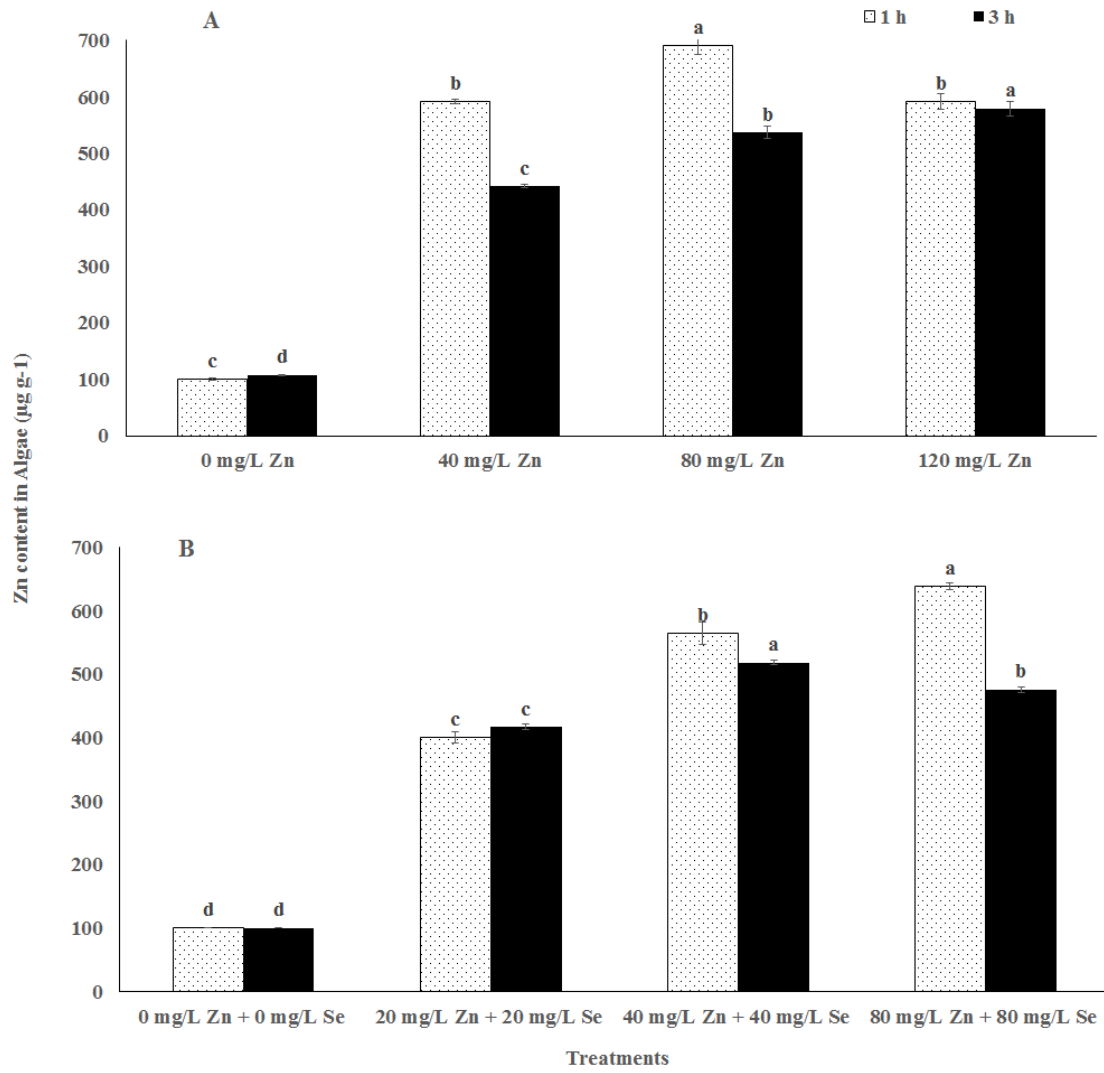 A
1 h 3 h
700
600
500
400
300
200
100
0
c d b c a b b a
0 mg/L Zn 40 mg/L Zn 80 mg/L Zn 120 mg/L Zn
Zn content in Algae (µg g-1)
B
700
600
500
400
300
200
100
0
d d c c b a a b
0 mg/L Zn + 0 mg/L Se 20 mg/L Zn + 20 mg/L Se 40 mg/L Zn + 40 mg/L Se 80 mg/L Zn + 80 mg/L Se
Treatments